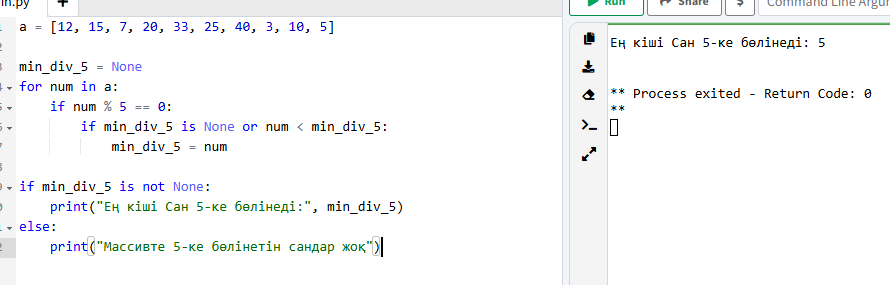 in.py +
Run Share $ Command Line Argu
a = [12, 15, 7, 20, 33, 25, 40, 3, 10, 5]
min_div_5 = None
for num in a:
if num % 5 == 0:
if min_div_5 is None or num < min_div_5:
min_div_5 = num
if min_div_5 is not None:
print("Ең кіші Сан 5-ке бөлінеді:", min_div_5)
else:
print("Массивте 5-ке бөлінетін сандар жоқ")
Ең кіші Сан 5-ке бөлінеді: 5
** Process exited - Return Code: 0
**